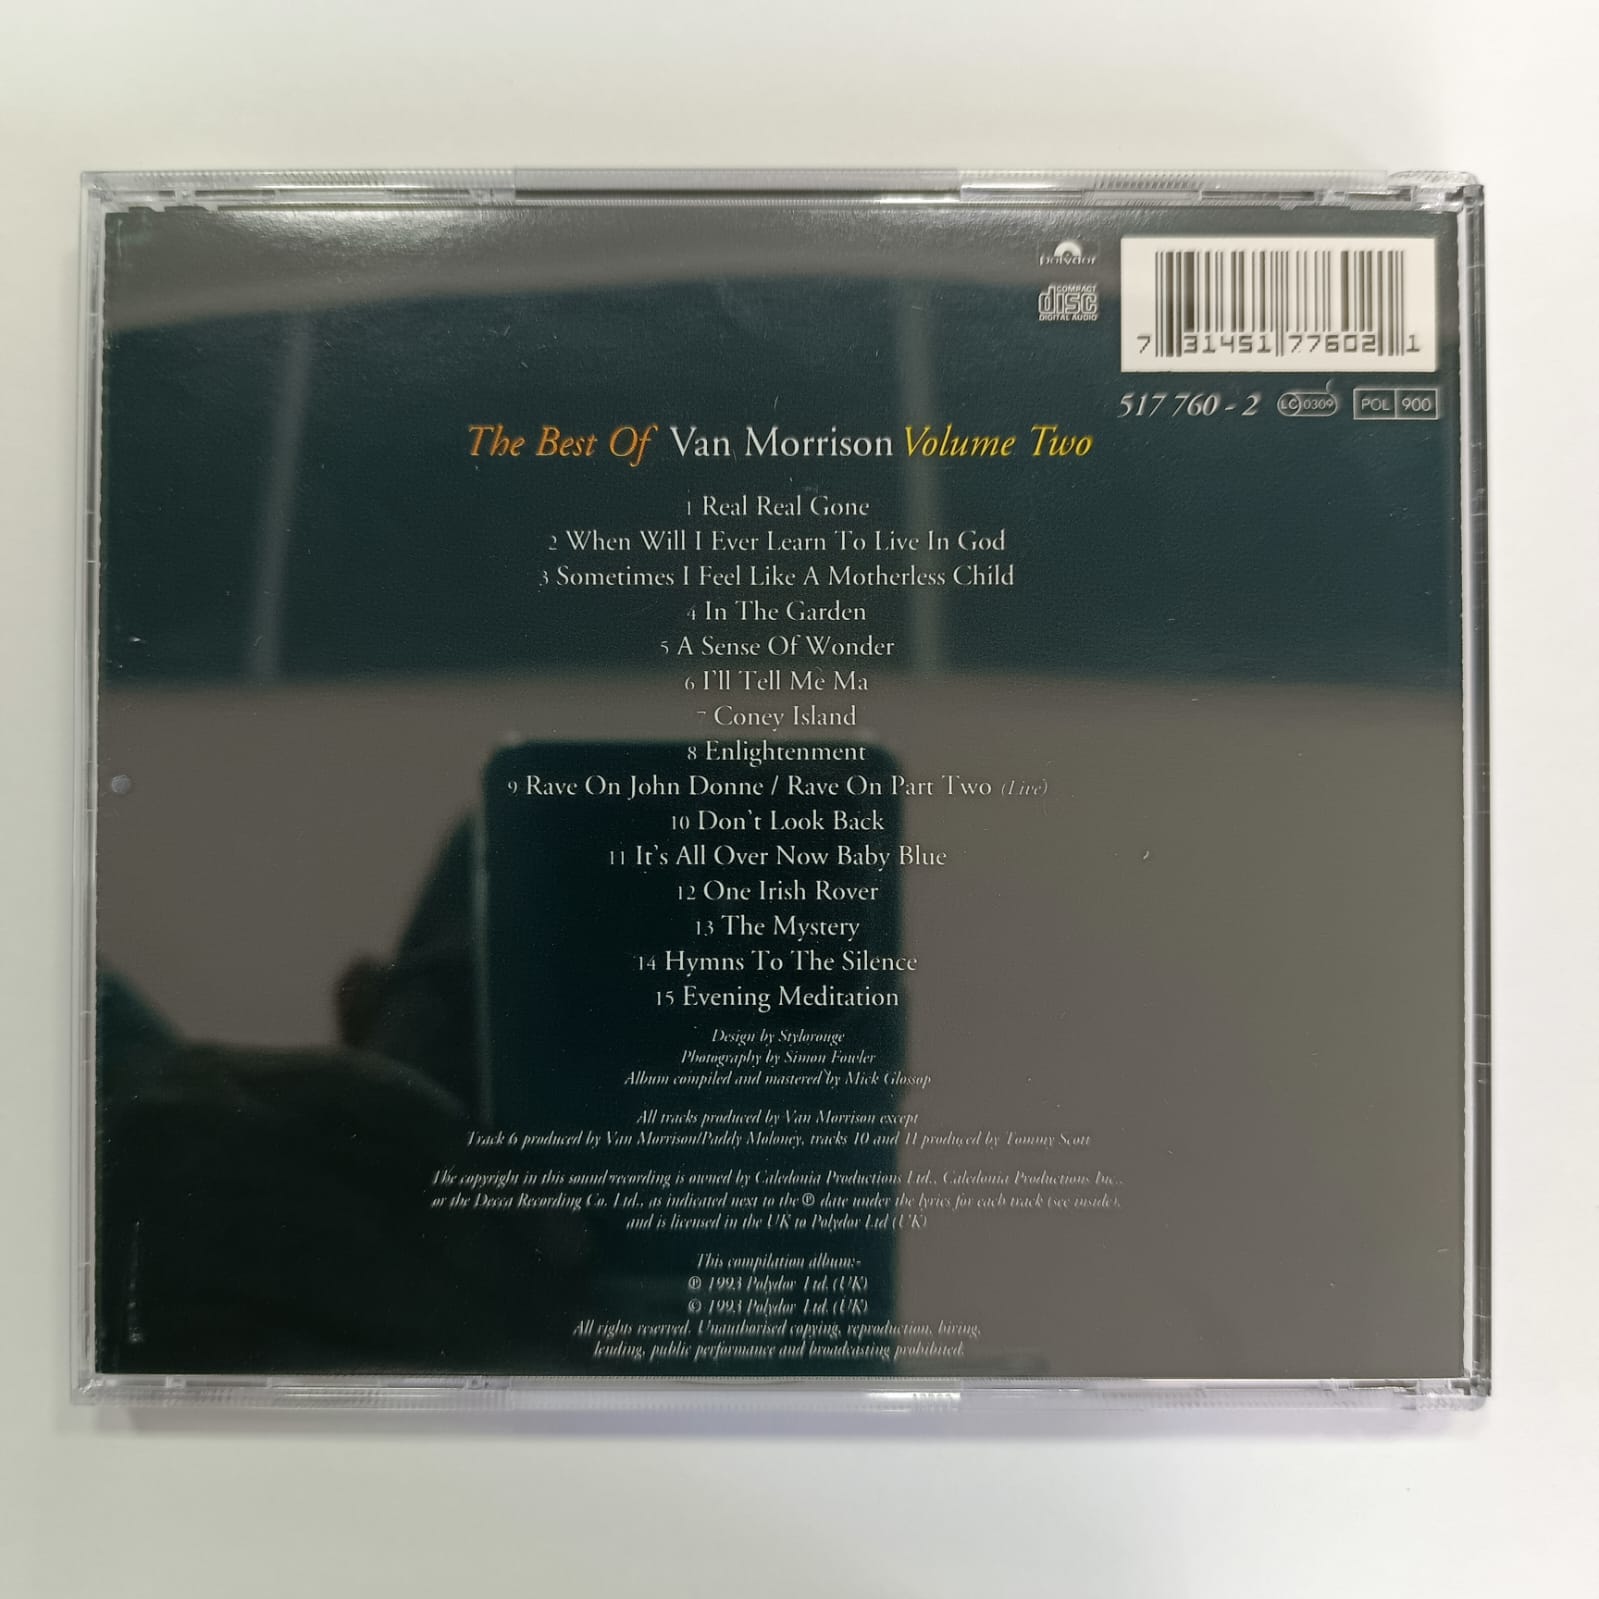 polydor
COMPACT
disc
DIGITAL AUDIO
7 31451 77602 1
517 760-2 LC 0309 POL 900
The Best Of Van Morrison Volume Two
1 Real Real Gone
2 When Will I Ever Learn To Live In God
3 Sometimes I Feel Like A Motherless Child
4 In The Garden
5 A Sense Of Wonder
6 I'll Tell Me Ma
7 Coney Island
8 Enlightenment
9 Rave On John Donne / Rave On Part Two (Live)
10 Don't Look Back
11 It's All Over Now Baby Blue
12 One Irish Rover
13 The Mystery
14 Hymns To The Silence
15 Evening Meditation
Design by Stylorouge
Photography by Simon Fowler
Album compiled and mastered by Mick Glossop
All tracks produced by Van Morrison except
Track 6 produced by Van Morrison/Paddy Moloney, tracks 10 and 11 produced by Tommy Scott
The copyright in this sound recording is owned by Caledonia Productions Ltd., Caledonia Productions Inc.,
or the Decca Recording Co. Ltd., as indicated next to the ℗ date under the lyrics for each track (see inside),
and is licensed in the UK to Polydor Ltd (UK)
This compilation album:-
℗ 1993 Polydor Ltd. (UK)
© 1993 Polydor Ltd. (UK)
All rights reserved. Unauthorised copying, reproduction, hiring,
lending, public performance and broadcasting prohibited.